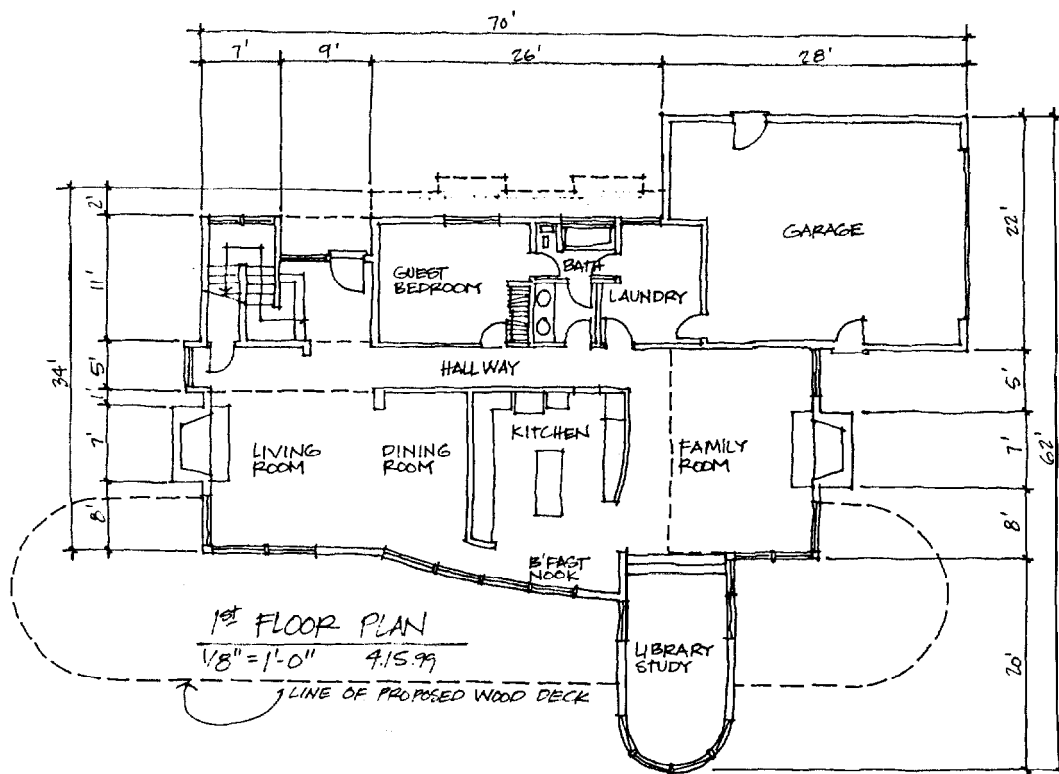 70'
7'
9'
26'
28'
2'
11'
5'
1'
7'
8'
34'
22'
5'
7'
8'
20'
62'
GARAGE
GUEST
BEDROOM
BATH
LAUNDRY
HALLWAY
LIVING
ROOM
DINING
ROOM
KITCHEN
FAMILY
ROOM
B'FAST
NOOK
LIBRARY
STUDY
1st FLOOR PLAN
1/8" = 1'-0" 4.15.99
LINE OF PROPOSED WOOD DECK